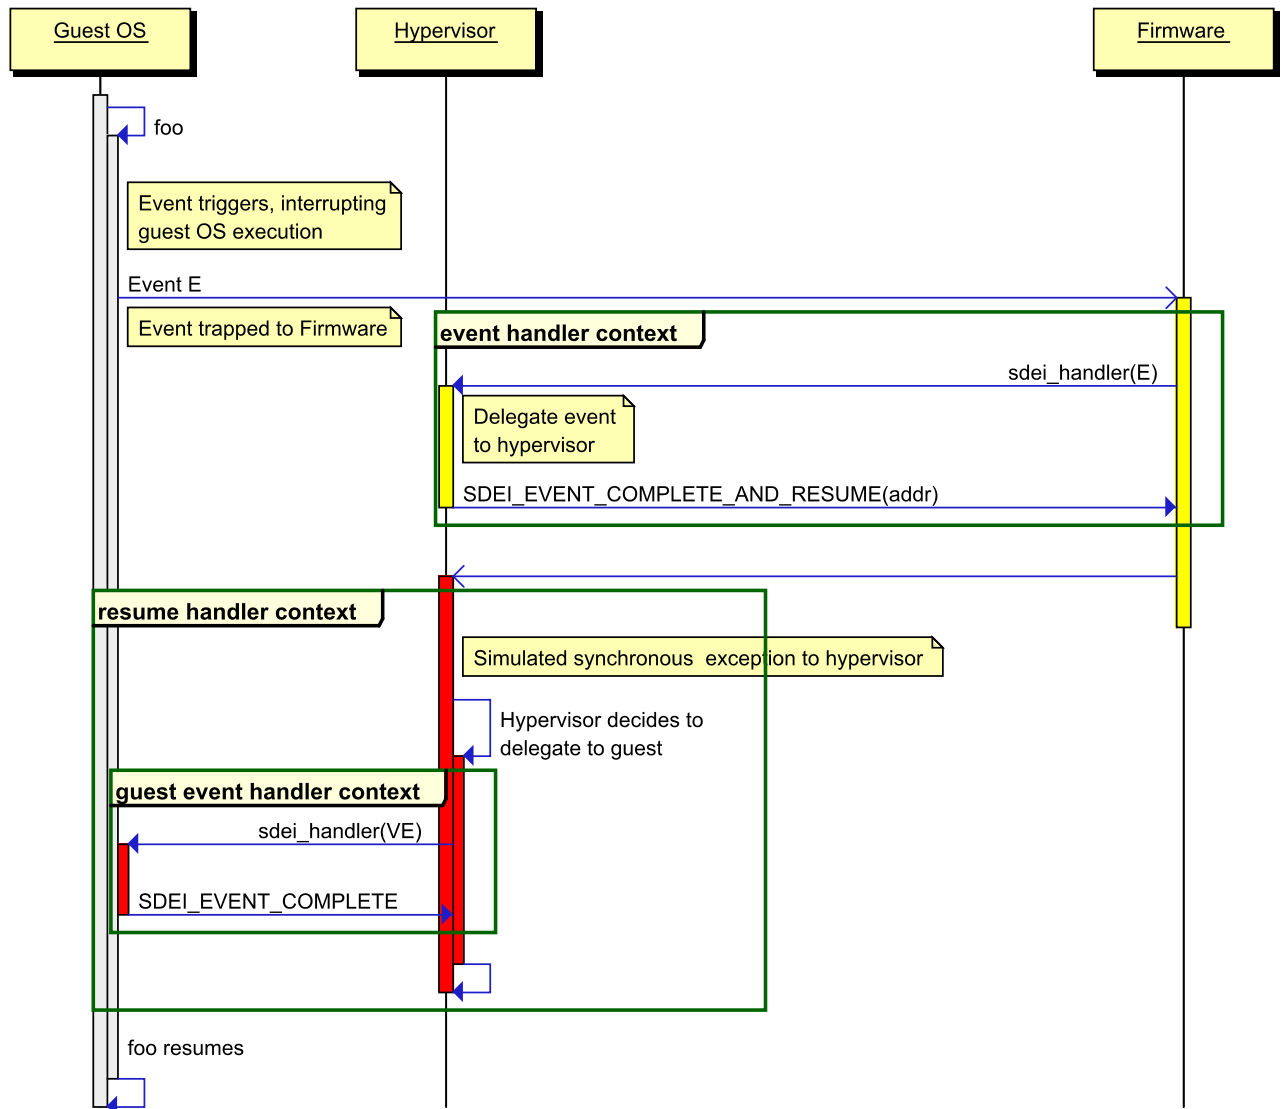 Guest OS
Hypervisor
Firmware
foo
Event triggers, interrupting
guest OS execution
Event E
Event trapped to Firmware
event handler context
sdei_handler(E)
Delegate event
to hypervisor
SDEI_EVENT_COMPLETE_AND_RESUME(addr)
resume handler context
Simulated synchronous  exception to hypervisor
Hypervisor decides to
delegate to guest
guest event handler context
sdei_handler(VE)
SDEI_EVENT_COMPLETE
foo resumes